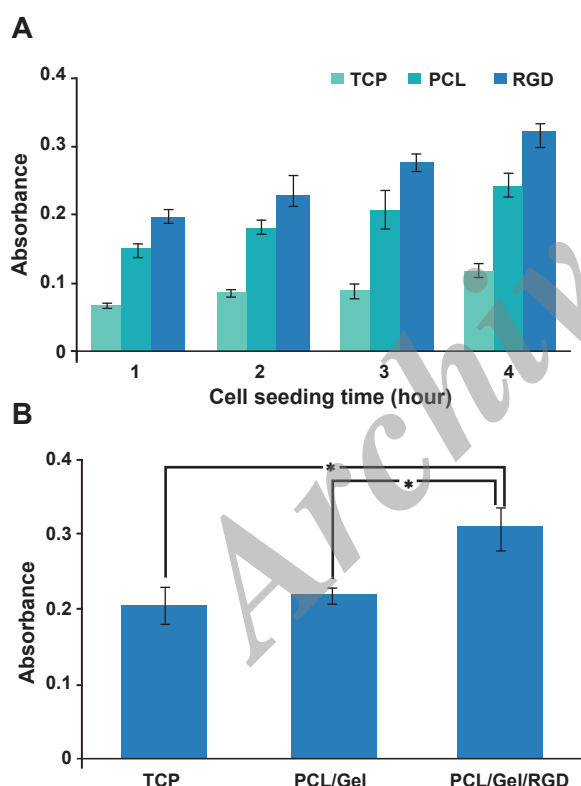 A
0.4
TCP PCL RGD
0.3
Absorbance
0.2
0.1
0
1 2 3 4
Cell seeding time (hour)
B
0.4
*
*
0.3
Absorbance
0.2
0.1
0
TCP PCL/Gel PCL/Gel/RGD
Archiv